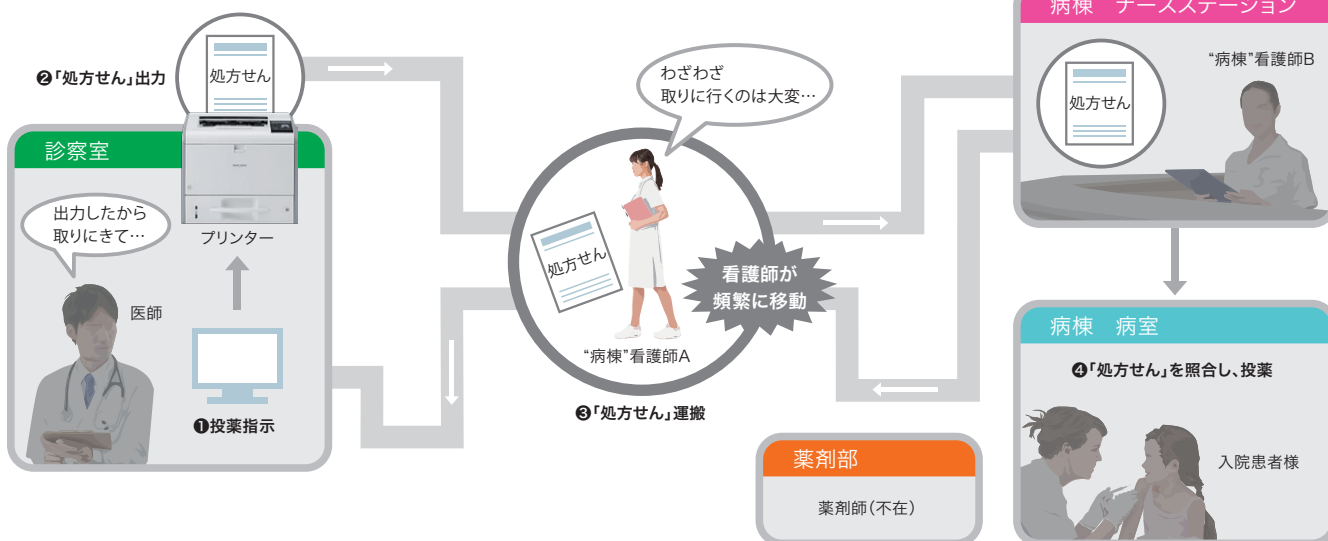 ❷「処方せん」出力
処方せん
診察室
出力したから
取りにきて…
プリンター
医師
❶投薬指示
わざわざ
取りに行くのは大変…
処方せん
看護師が
頻繁に移動
“病棟”看護師A
❸「処方せん」運搬
病棟 ナースステーション
“病棟”看護師B
処方せん
病棟 病室
❹「処方せん」を照合し、投薬
入院患者様
薬剤部
薬剤師(不在)